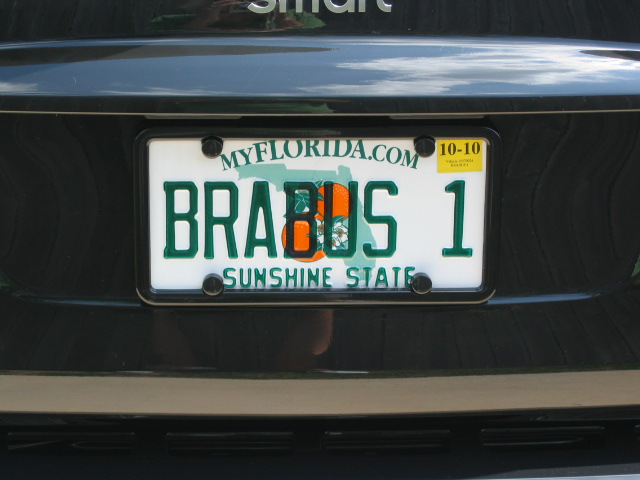 smart
MYFLORIDA.COM
10-10
BRABUS 1
SUNSHINE STATE